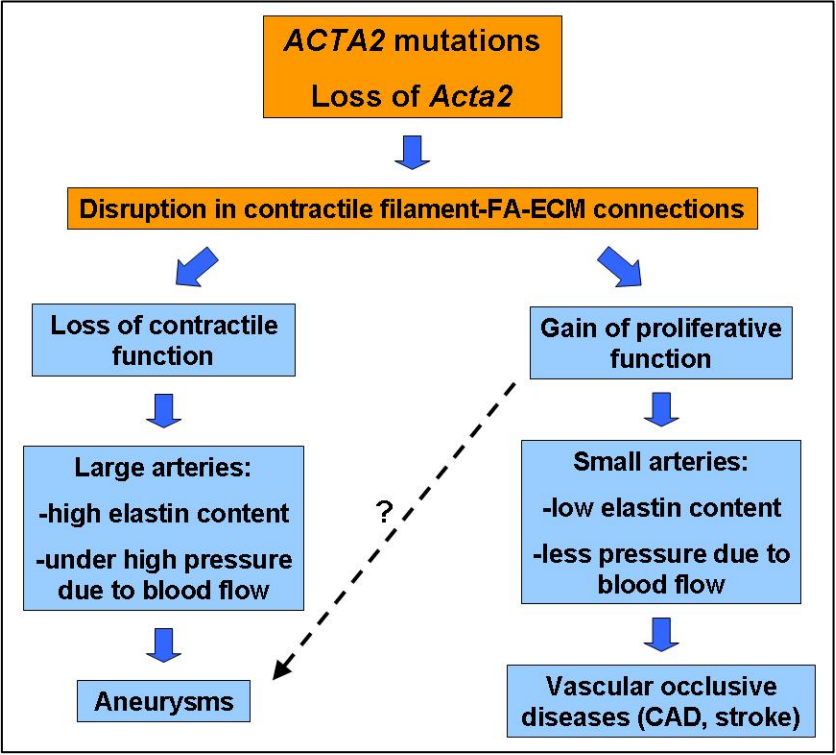 ACTA2 mutations
Loss of Acta2
Disruption in contractile filament-FA-ECM connections
Loss of contractile
function
Gain of proliferative
function
Large arteries:
-high elastin content
-under high pressure
due to blood flow
?
Small arteries:
-low elastin content
-less pressure due to
blood flow
Aneurysms
Vascular occlusive
diseases (CAD, stroke)